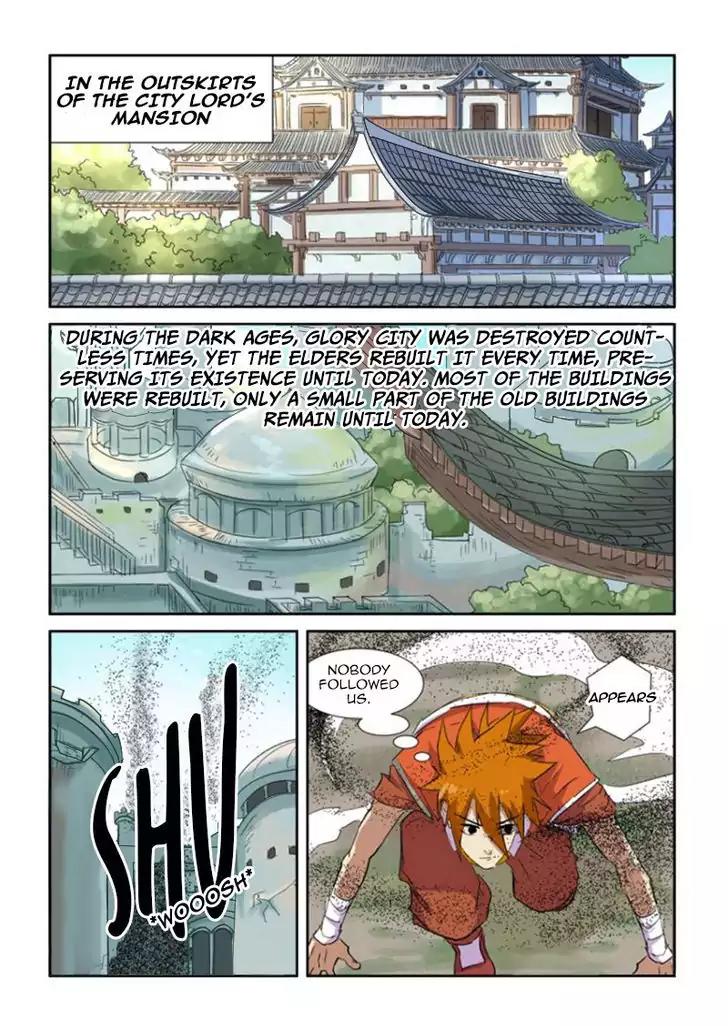 IN THE OUTSKIRTS
OF THE CITY LORD'S
MANSION
DURING THE DARK AGES, GLORY CITY WAS DESTROYED COUNT-
LESS TIMES, YET THE ELDERS REBUILT IT EVERY TIME, PRE-
SERVING ITS EXISTENCE UNTIL TODAY. MOST OF THE BUILDINGS
WERE REBUILT, ONLY A SMALL PART OF THE OLD BUILDINGS
REMAIN UNTIL TODAY.
SHU
*WOOOSH*
NOBODY
FOLLOWED
US.
APPEARS